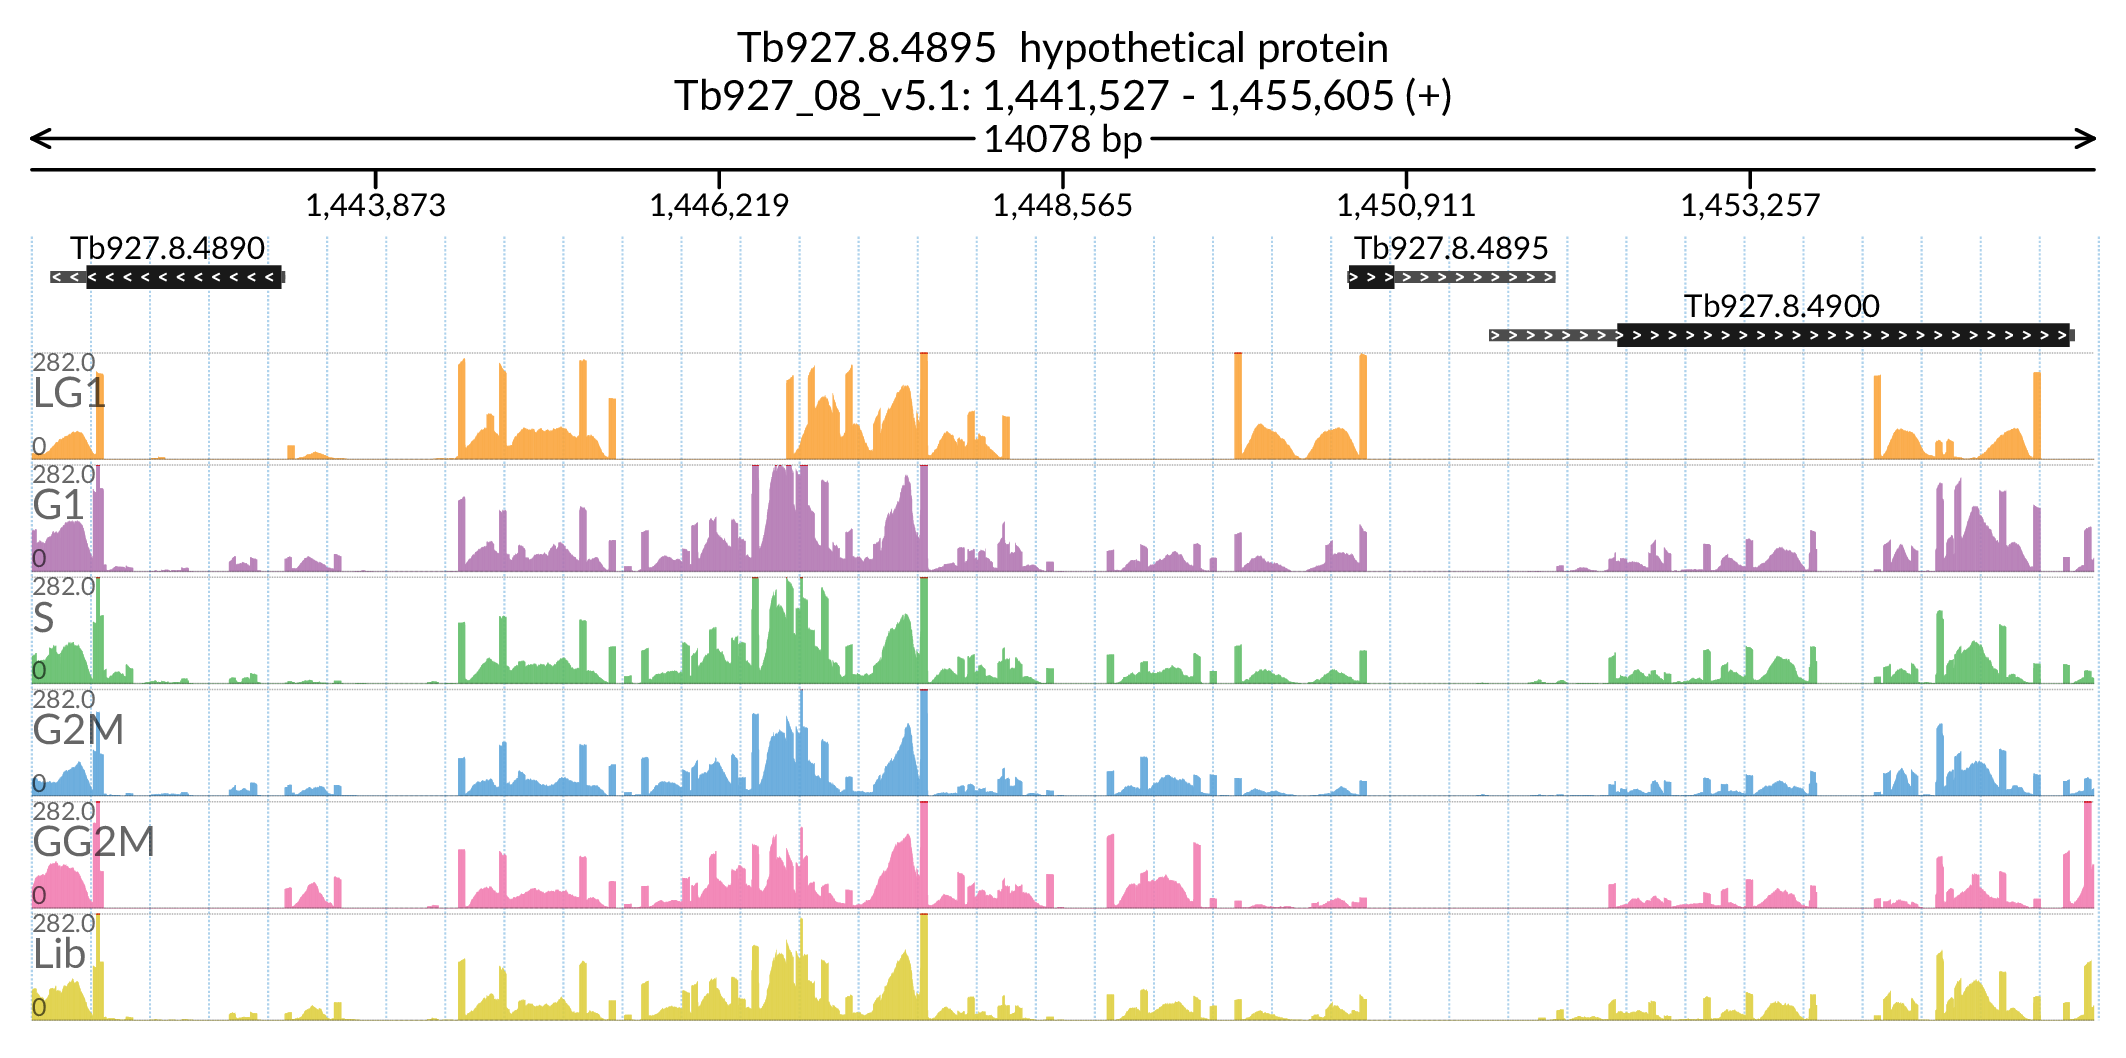 Tb927.8.4895 hypothetical protein
Tb927_08_v5.1: 1,441,527 - 1,455,605 (+)
14078 bp
1,443,873 1,446,219 1,448,565 1,450,911 1,453,257
Tb927.8.4890 Tb927.8.4895
Tb927.8.4900
282.0
LG1
0
282.0
G1
0
282.0
S
0
282.0
G2M
0
282.0
GG2M
0
282.0
Lib
0